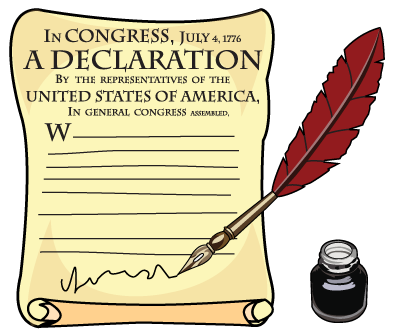 IN CONGRESS, JULY 4, 1776
A DECLARATION
BY THE REPRESENTATIVES OF THE
UNITED STATES OF AMERICA,
IN GENERAL CONGRESS ASSEMBLED,
W